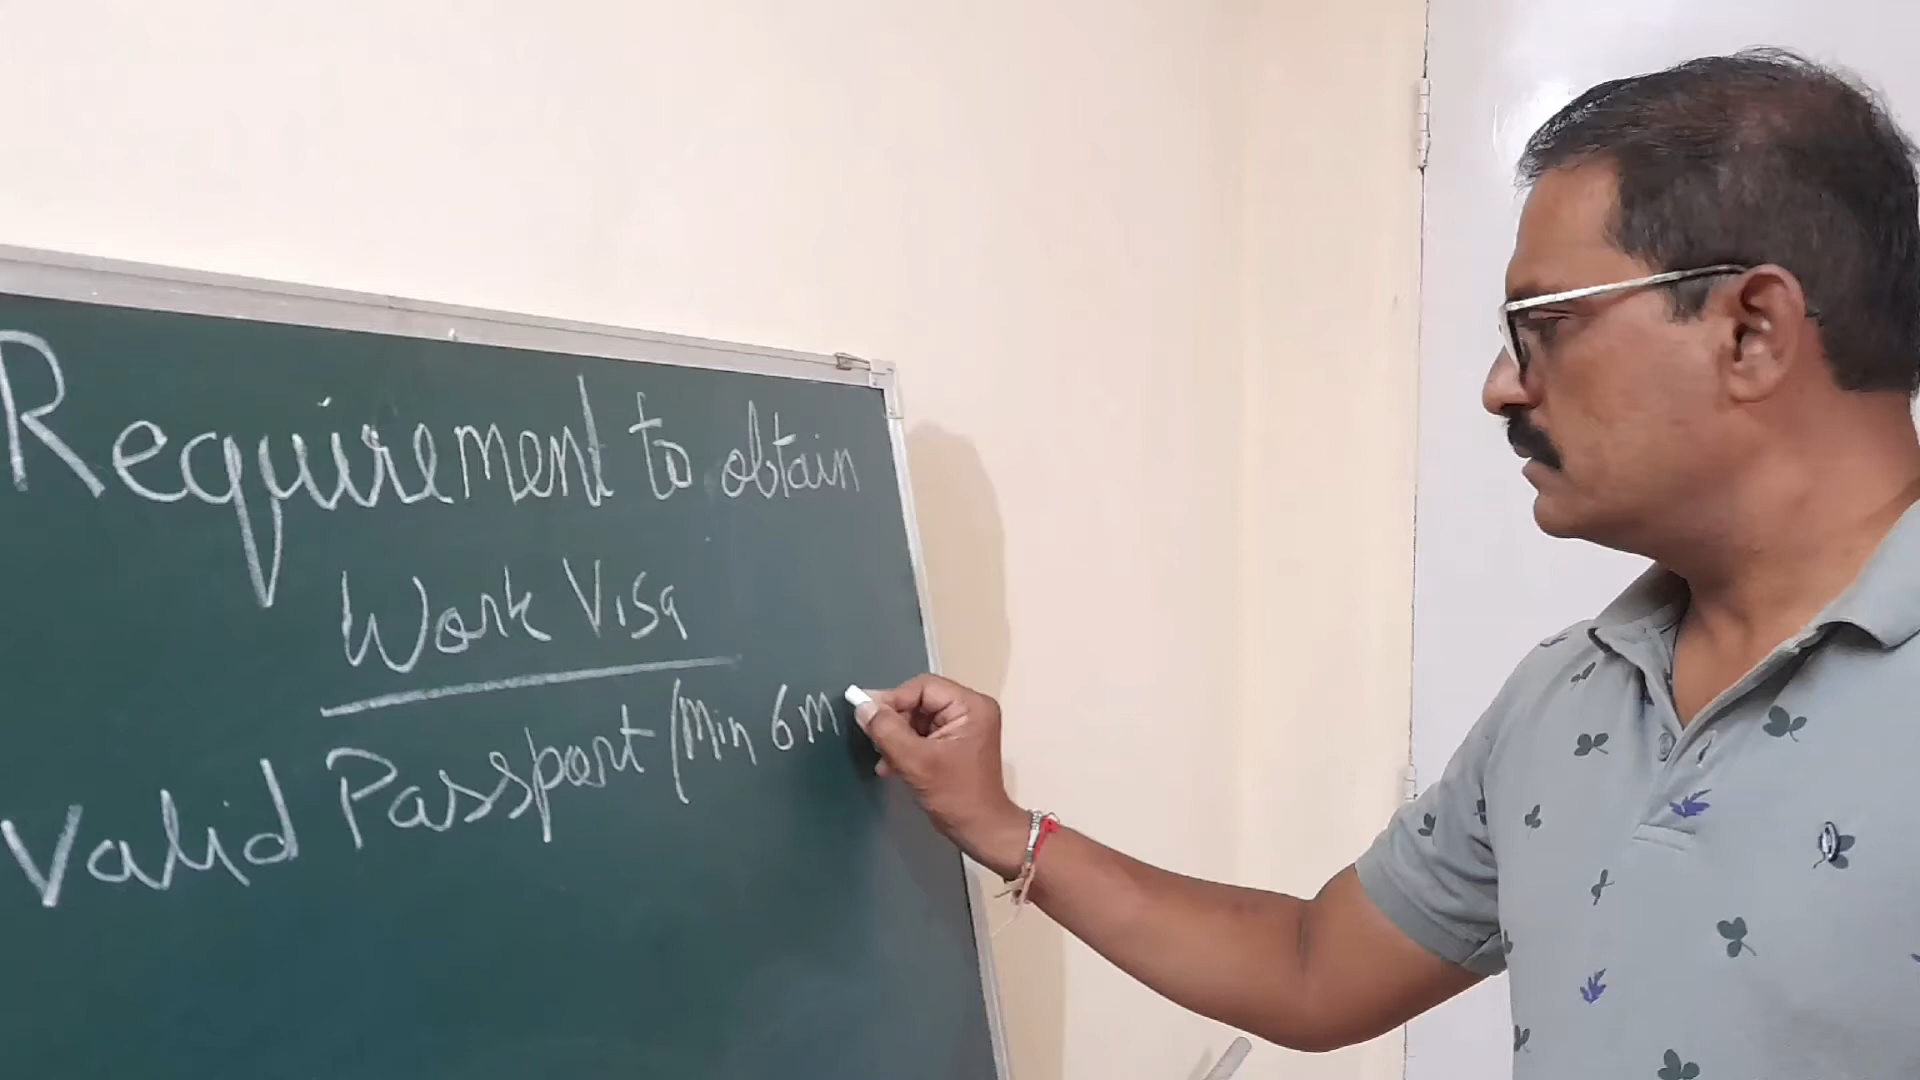 Requirement to obtain
Work Visa
Valid Passport (Min 6 M